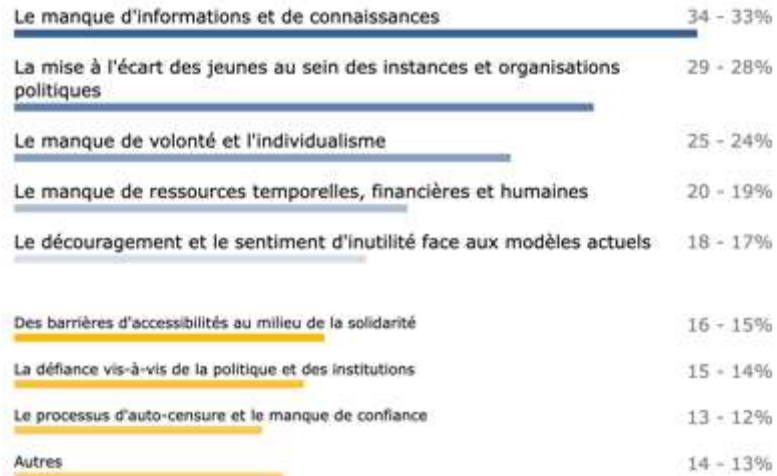 Le manque d'informations et de connaissances 34 - 33%
La mise à l'écart des jeunes au sein des instances et organisations 29 - 28%
politiques
Le manque de volonté et l'individualisme 25 - 24%
Le manque de ressources temporelles, financières et humaines 20 - 19%
Le découragement et le sentiment d'inutilité face aux modèles actuels 18 - 17%
Des barrières d'accessibilités au milieu de la solidarité 16 - 15%
La défiance vis-à-vis de la politique et des institutions 15 - 14%
Le processus d'auto-censure et le manque de confiance 13 - 12%
Autres 14 - 13%